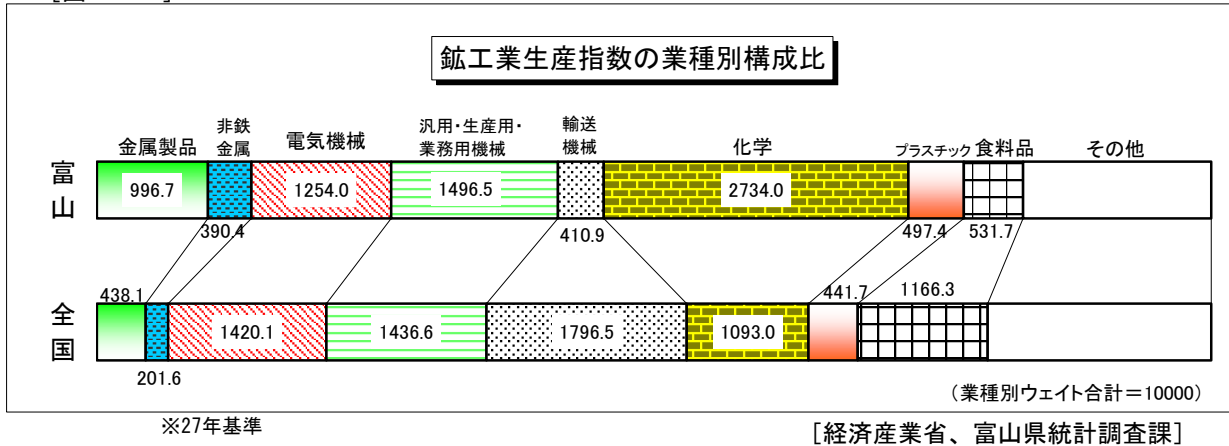 鉱工業生産指数の業種別構成比
金属製品
非鉄
金属
電気機械
汎用・生産用・
業務用機械
輸送
機械
化学
プラスチック
食料品
その他
富
山
996.7
390.4
1254.0
1496.5
410.9
2734.0
497.4
531.7
全
国
438.1
201.6
1420.1
1436.6
1796.5
1093.0
441.7
1166.3
(業種別ウェイト合計=10000)
※27年基準
[経済産業省、富山県統計調査課]